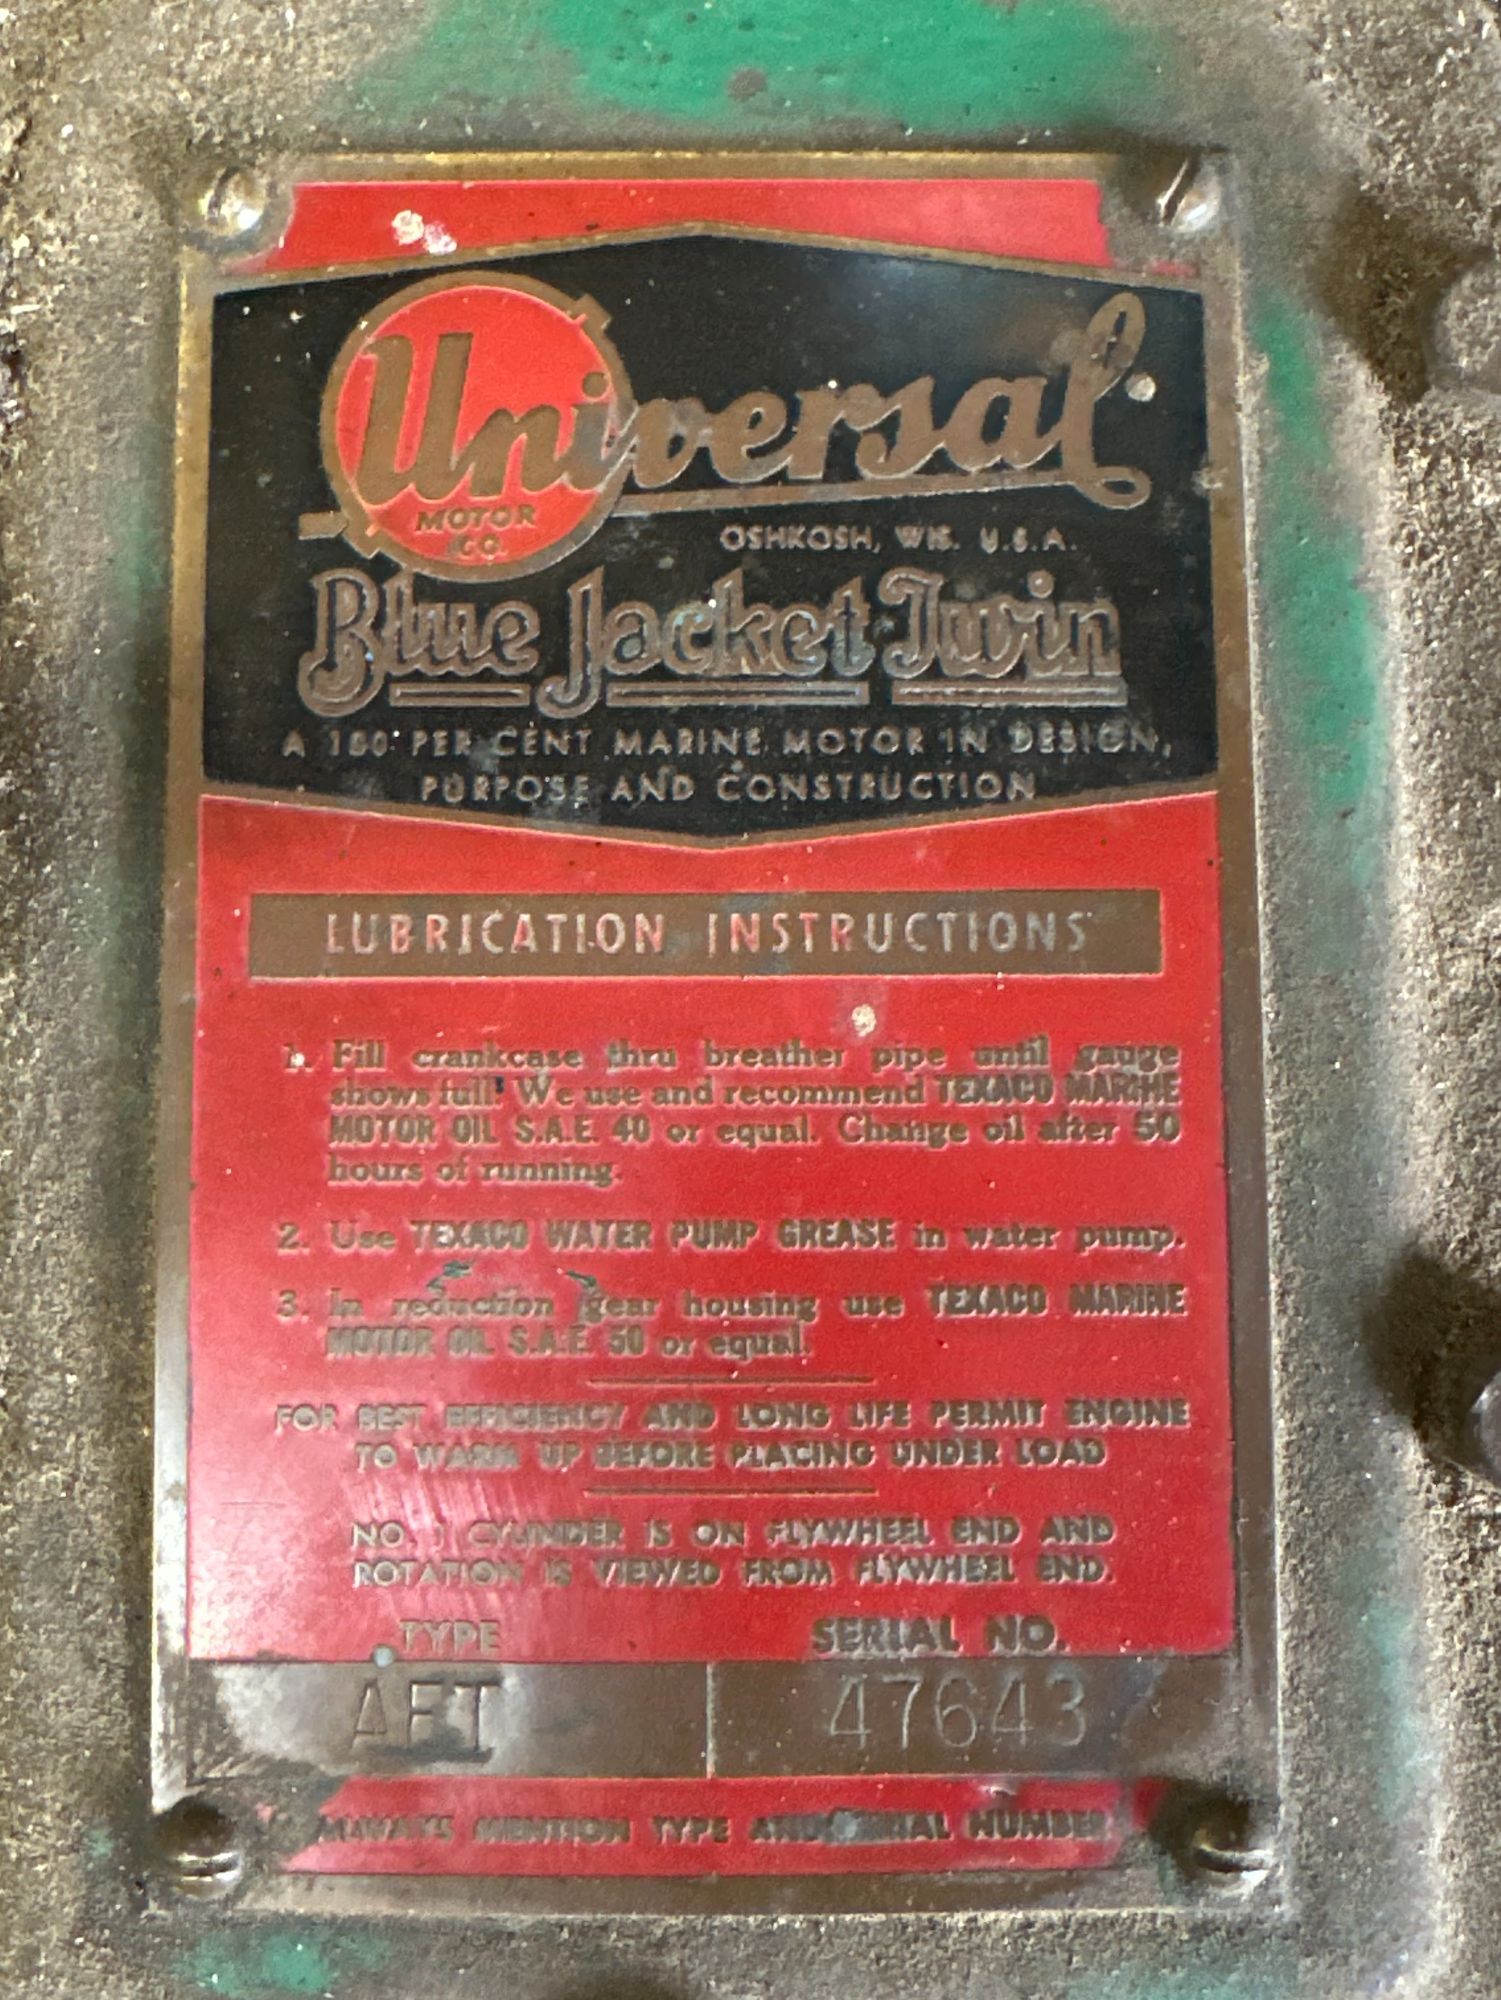 Universal
MOTOR
CO.
OSHKOSH, WIS. U.S.A.
Blue Jacket Twin
A 100 PER CENT MARINE MOTOR IN DESIGN,
PURPOSE AND CONSTRUCTION
LUBRICATION INSTRUCTIONS
1. Fill crankcase thru breather pipe until gauge
shows full. We use and recommend TEXACO MARINE
MOTOR OIL S.A.E. 40 or equal. Change oil after 50
hours of running.
2. Use TEXACO WATER PUMP GREASE in water pump.
3. In reduction gear housing use TEXACO MARINE
MOTOR OIL S.A.E. 50 or equal.
FOR BEST EFFICIENCY AND LONG LIFE PERMIT ENGINE
TO WARM UP BEFORE PLACING UNDER LOAD
NO. 1 CYLINDER IS ON FLYWHEEL END AND
ROTATION IS VIEWED FROM FLYWHEEL END.
TYPE SERIAL NO.
AFT 47643
ALWAYS MENTION TYPE AND SERIAL NUMBER